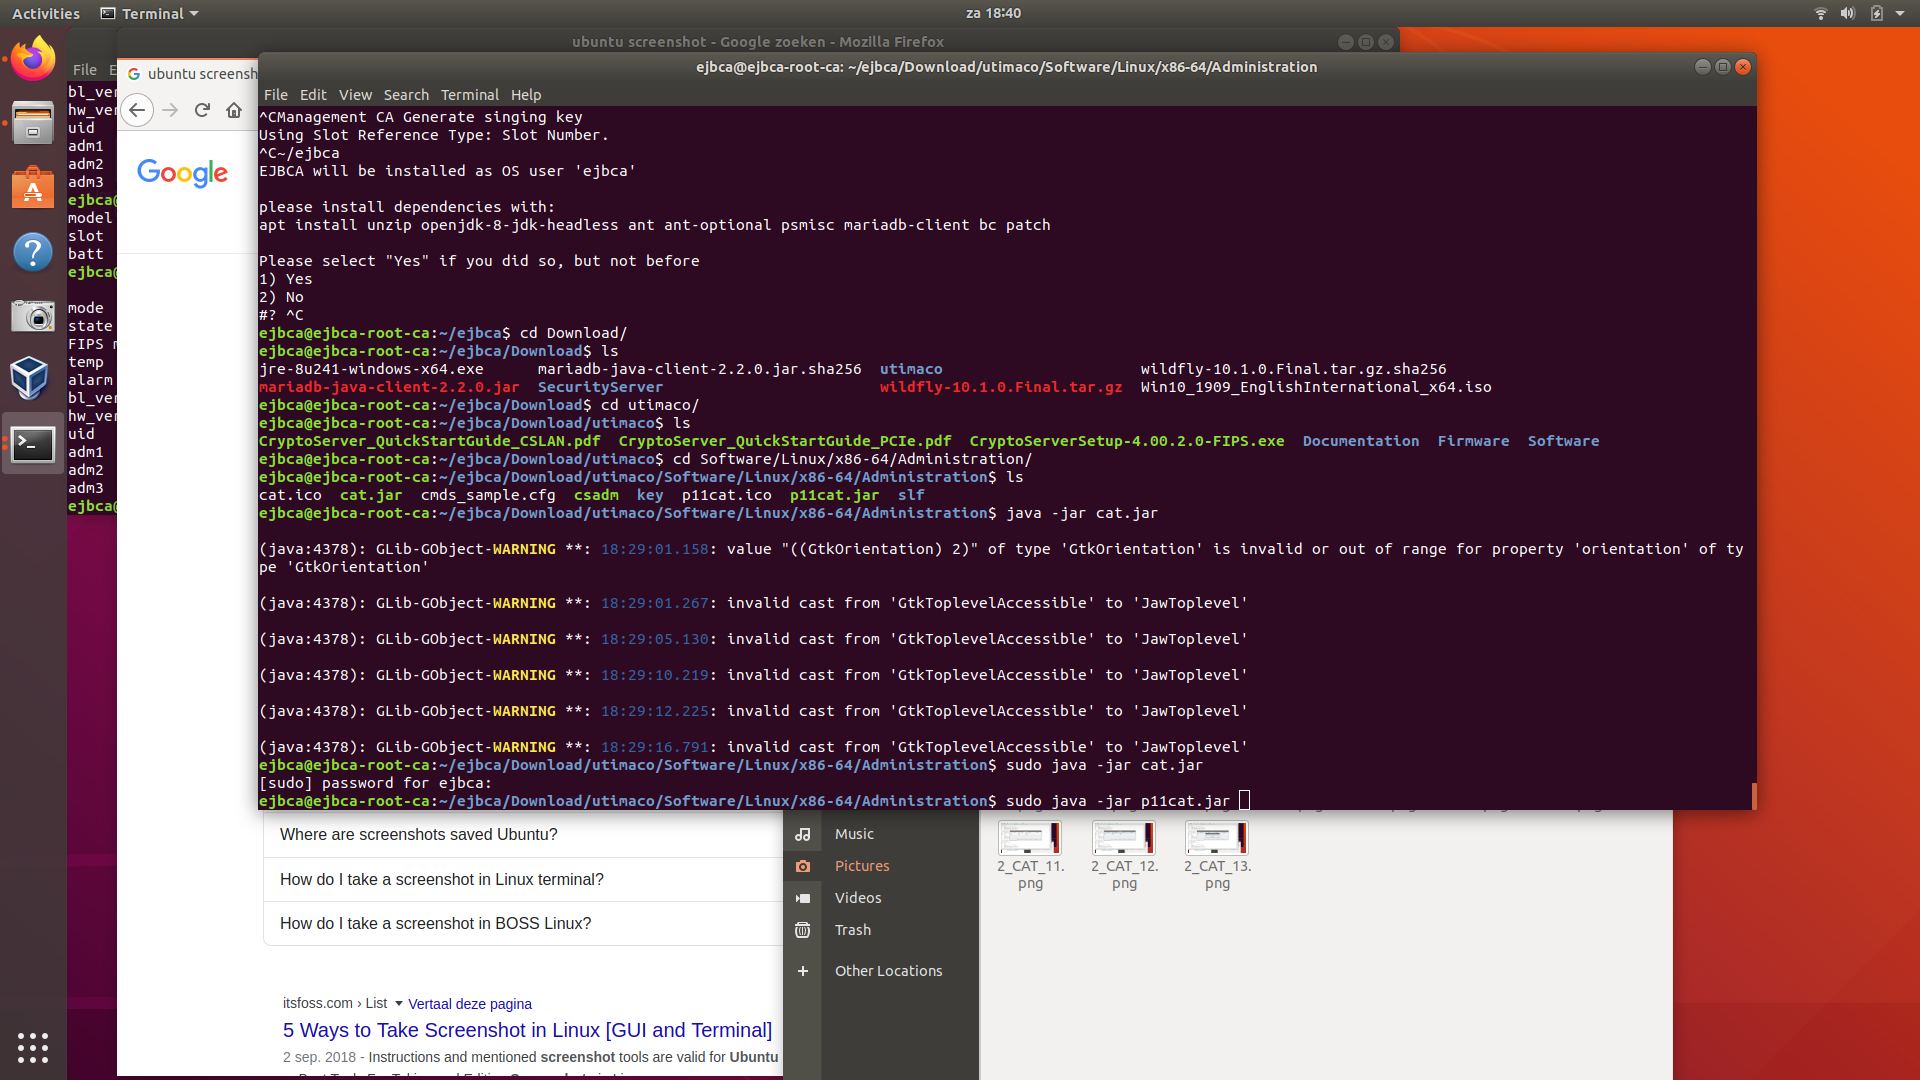 Activities
Terminal
za 18:40
ubuntu screenshot - Google zoeken - Mozilla Firefox
File
ubuntu screensh
bl_ver
hw_ver
uid
adm1
adm2
adm3
ejbca@
model
slot
batt
ejbca@
mode
state
FIPS m
temp
alarm
bl_ver
hw_ver
uid
adm1
adm2
adm3
ejbca@
Google
ejbca@ejbca-root-ca: ~/ejbca/Download/utimaco/Software/Linux/x86-64/Administration
File Edit View Search Terminal Help
^CManagement CA Generate singing key
Using Slot Reference Type: Slot Number.
^C~/ejbca
EJBCA will be installed as OS user 'ejbca'
please install dependencies with:
apt install unzip openjdk-8-jdk-headless ant ant-optional psmisc mariadb-client bc patch
Please select "Yes" if you did so, but not before
1) Yes
2) No
#? ^C
ejbca@ejbca-root-ca:~/ejbca$ cd Download/
ejbca@ejbca-root-ca:~/ejbca/Download$ ls
jre-8u241-windows-x64.exe mariadb-java-client-2.2.0.jar.sha256 utimaco wildfly-10.1.0.Final.tar.gz.sha256
mariadb-java-client-2.2.0.jar SecurityServer wildfly-10.1.0.Final.tar.gz Win10_1909_EnglishInternational_x64.iso
ejbca@ejbca-root-ca:~/ejbca/Download$ cd utimaco/
ejbca@ejbca-root-ca:~/ejbca/Download/utimaco$ ls
CryptoServer_QuickStartGuide_CSLAN.pdf CryptoServer_QuickStartGuide_PCIe.pdf CryptoServerSetup-4.00.2.0-FIPS.exe Documentation Firmware Software
ejbca@ejbca-root-ca:~/ejbca/Download/utimaco$ cd Software/Linux/x86-64/Administration/
ejbca@ejbca-root-ca:~/ejbca/Download/utimaco/Software/Linux/x86-64/Administration$ ls
cat.ico cat.jar cmds_sample.cfg csadm key p11cat.ico p11cat.jar slf
ejbca@ejbca-root-ca:~/ejbca/Download/utimaco/Software/Linux/x86-64/Administration$ java -jar cat.jar
(java:4378): GLib-GObject-WARNING **: 18:29:01.158: value "((GtkOrientation) 2)" of type 'GtkOrientation' is invalid or out of range for property 'orientation' of ty
pe 'GtkOrientation'
(java:4378): GLib-GObject-WARNING **: 18:29:01.267: invalid cast from 'GtkToplevelAccessible' to 'JawToplevel'
(java:4378): GLib-GObject-WARNING **: 18:29:05.130: invalid cast from 'GtkToplevelAccessible' to 'JawToplevel'
(java:4378): GLib-GObject-WARNING **: 18:29:10.219: invalid cast from 'GtkToplevelAccessible' to 'JawToplevel'
(java:4378): GLib-GObject-WARNING **: 18:29:12.225: invalid cast from 'GtkToplevelAccessible' to 'JawToplevel'
(java:4378): GLib-GObject-WARNING **: 18:29:16.791: invalid cast from 'GtkToplevelAccessible' to 'JawToplevel'
ejbca@ejbca-root-ca:~/ejbca/Download/utimaco/Software/Linux/x86-64/Administration$ sudo java -jar cat.jar
[sudo] password for ejbca:
ejbca@ejbca-root-ca:~/ejbca/Download/utimaco/Software/Linux/x86-64/Administration$ sudo java -jar p11cat.jar
Where are screenshots saved Ubuntu?
How do I take a screenshot in Linux terminal?
How do I take a screenshot in BOSS Linux?
itsfoss.com › List Vertaal deze pagina
5 Ways to Take Screenshot in Linux [GUI and Terminal]
2 sep. 2018 - Instructions and mentioned screenshot tools are valid for Ubuntu
Music
Pictures
Videos
Trash
Other Locations
2_CAT_11.
png
2_CAT_12.
png
2_CAT_13.
png